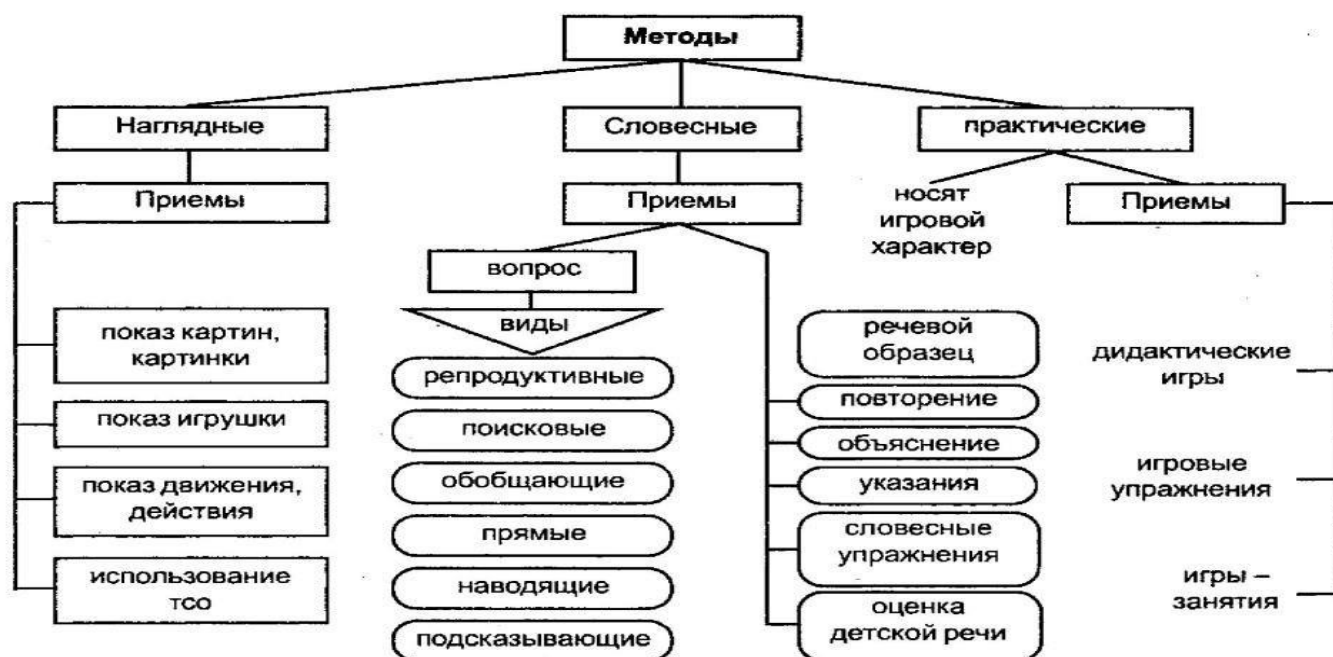 Методы
Наглядные
Словесные
практические
Приемы
Приемы
носят
игровой
характер
Приемы
вопрос
виды
показ картин,
картинки
показ игрушки
показ движения,
действия
использование
тсо
репродуктивные
поисковые
обобщающие
прямые
наводящие
подсказывающие
речевой
образец
повторение
объяснение
указания
словесные
упражнения
оценка
детской речи
дидактические
игры
игровые
упражнения
игры –
занятия